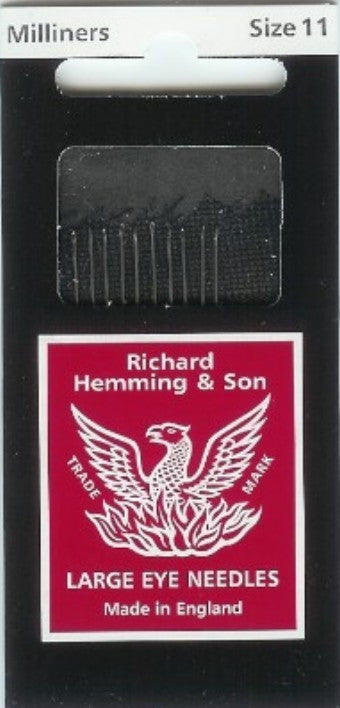 Milliners Size 11
Richard
Hemming & Son
TRADE MARK
LARGE EYE NEEDLES
Made in England